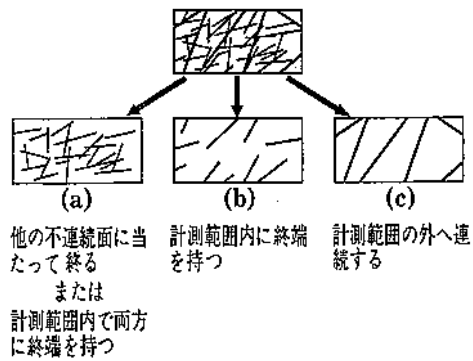 (a)
(b)
(c)
他の不連続面に当
たって終る
または
計測範囲内で両方
に終端を持つ
計測範囲内に終端
を持つ
計測範囲の外へ連
続する